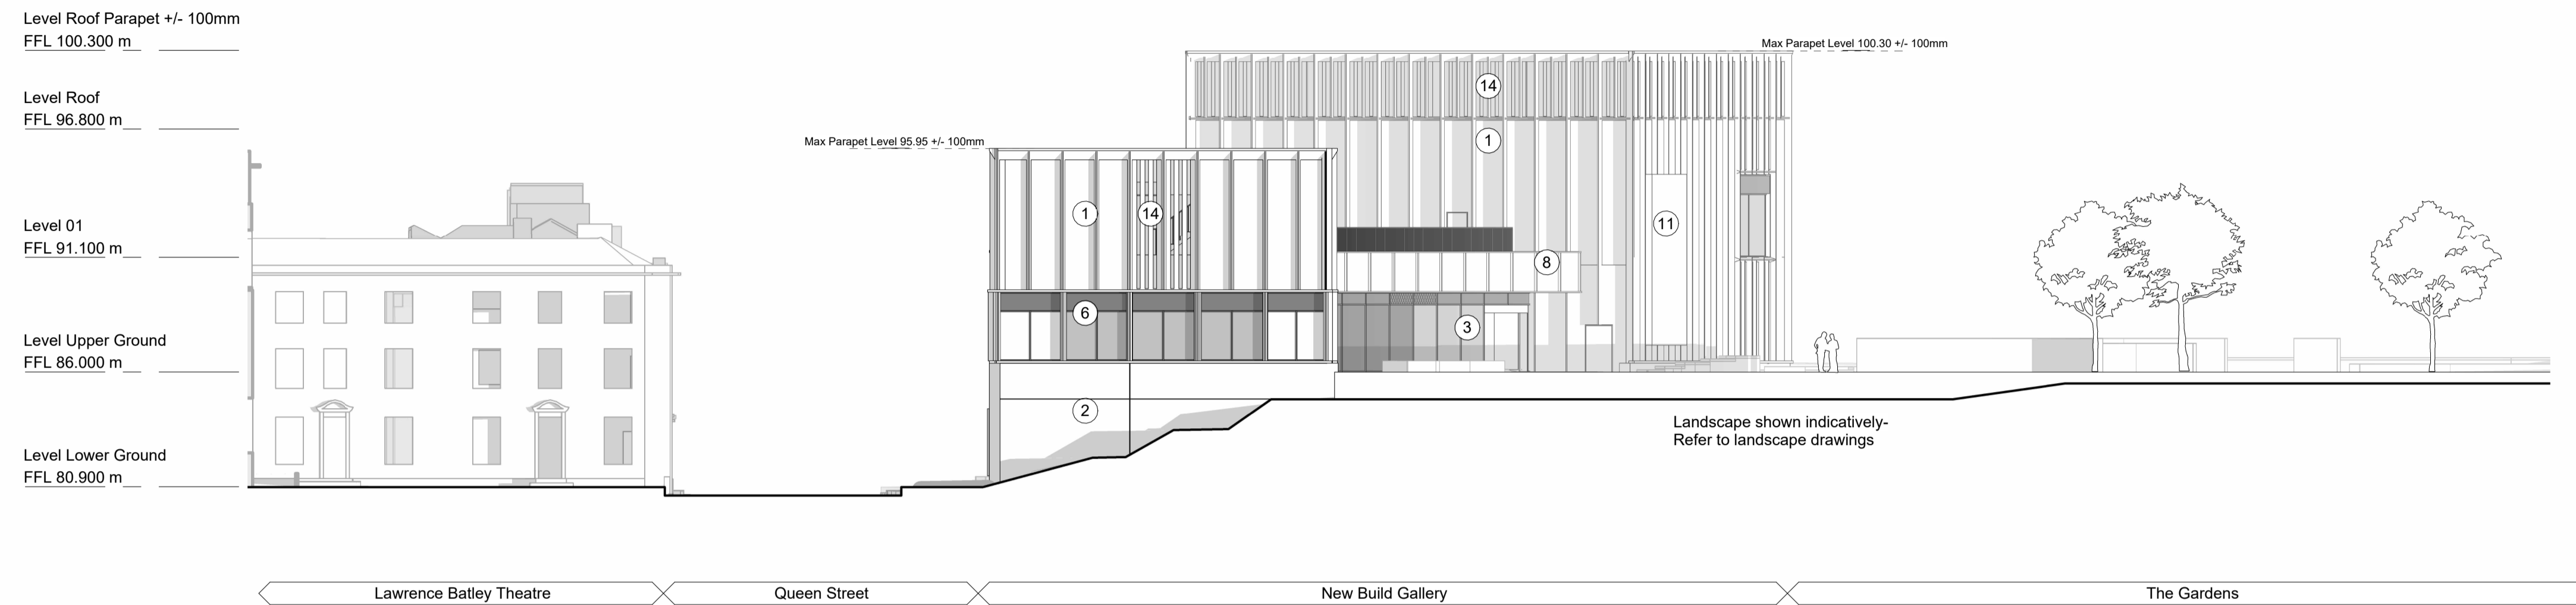 Level Roof Parapet +/- 100mm
FFL 100.300 m
Max Parapet Level 100.30 +/- 100mm
14
Level Roof
FFL 96.800 m
1
Max Parapet Level 95.95 +/- 100mm
1
14
11
Level 01
FFL 91.100 m
8
6
3
Level Upper Ground
FFL 86.000 m
2
Landscape shown indicatively-
Refer to landscape drawings
Level Lower Ground
FFL 80.900 m
Lawrence Batley Theatre
Queen Street
New Build Gallery
The Gardens